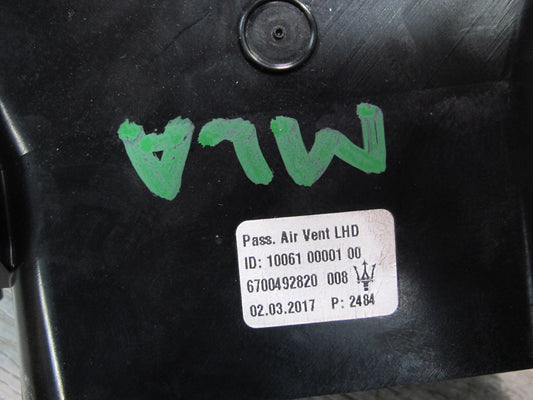 MLA
Pass. Air Vent LHD
ID: 10061 00001 00
6700492820 008
02.03.2017 P: 2484